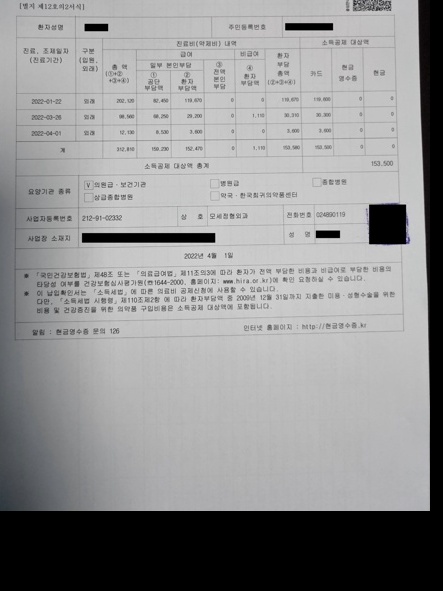 [별지 제12호의2서식]
환자성명 주민등록번호
진료, 조제일자 (진료기간) 구분 (입원, 외래) 진료비(약제비) 내역 소득공제 대상액
총 액 (①+② +③+④) 급여 비급여 환자 부담 총액 (②+③+④) 카드 현금 영수증 현금
일부 본인부담 ③ 전액 본인 부담 ④ 환자 부담액
① 공단 부담액 ② 환자 부담액
2022-01-22 외래 202,120 82,450 119,670 0 0 119,670 119,600 0 0
2022-03-26 외래 98,560 68,250 29,200 0 1,110 30,310 30,300 0 0
2022-04-01 외래 12,130 8,530 3,600 0 0 3,600 3,600 0 0
계 312,810 159,230 152,470 0 1,110 153,580 153,500 0 0
소득공제 대상액 총계 153,500
요양기관 종류 V 의원급·보건기관 병원급 종합병원
상급종합병원 약국·한국희귀의약품센터
사업자등록번호 212-91-02332 상 호 모세정형외과 전화번호 024890119
사업장 소재지 성 명
2022년 4월 1일
※ 「국민건강보험법」제48조 또는 「의료급여법」제11조의3에 따라 환자가 전액 부담한 비용과 비급여로 부담한 비용의
타당성 여부를 건강보험심사평가원(☎1644-2000, 홈페이지: www.hira.or.kr)에 확인 요청하실 수 있습니다.
※ 이 납입확인서는 「소득세법」에 따른 의료비 공제신청에 사용할 수 있습니다.
다만, 「소득세법 시행령」제110조제2항 에 따라 환자부담액 중 2009년 12월 31일까지 지출한 미용·성형수술을 위한
비용 및 건강증진을 위한 의약품 구입비용은 소득공제 대상액에 포함됩니다.
알림 : 현금영수증 문의 126 인터넷 홈페이지 : http://현금영수증.kr